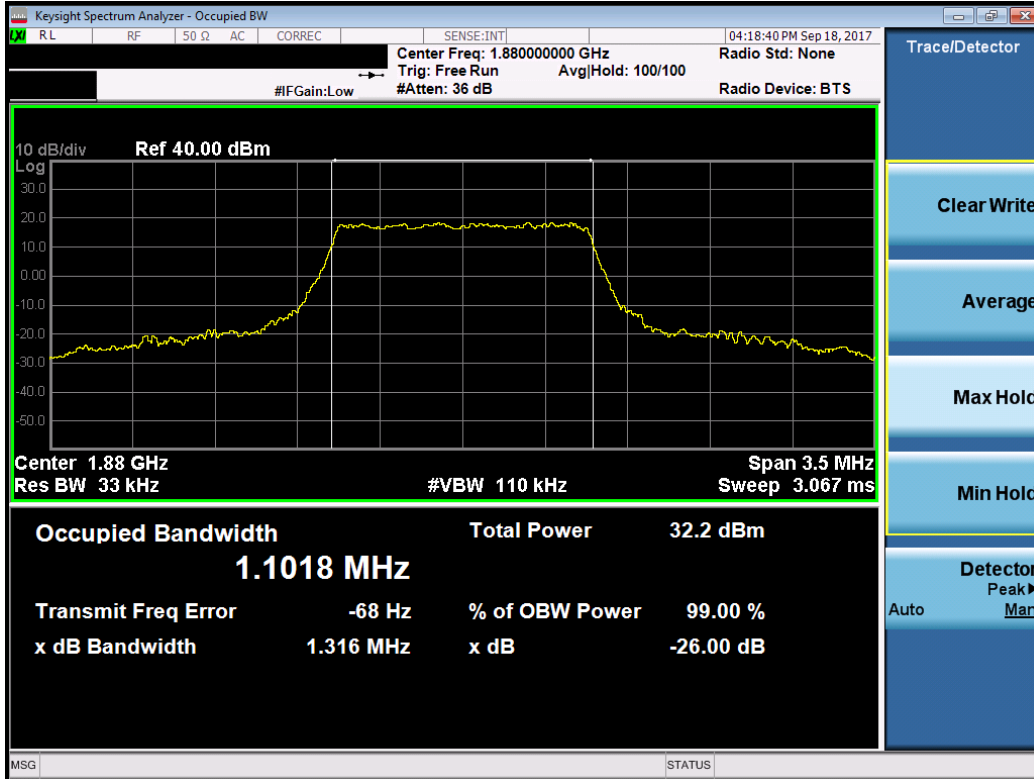 Keysight Spectrum Analyzer - Occupied BW
LXI RL RF 50 Ω AC CORREC SENSE:INT 04:18:40 PM Sep 18, 2017
Center Freq: 1.880000000 GHz Radio Std: None
Trig: Free Run Avg|Hold: 100/100
#IFGain:Low #Atten: 36 dB Radio Device: BTS
Trace/Detector
10 dB/div Ref 40.00 dBm
Log
30.0
20.0
10.0
0.00
-10.0
-20.0
-30.0
-40.0
-50.0
Center 1.88 GHz Span 3.5 MHz
Res BW 33 kHz #VBW 110 kHz Sweep 3.067 ms
Occupied Bandwidth Total Power 32.2 dBm
1.1018 MHz
Transmit Freq Error -68 Hz % of OBW Power 99.00 %
x dB Bandwidth 1.316 MHz x dB -26.00 dB
Clear Write
Average
Max Hold
Min Hold
Detector
Peak
Auto Man
MSG STATUS